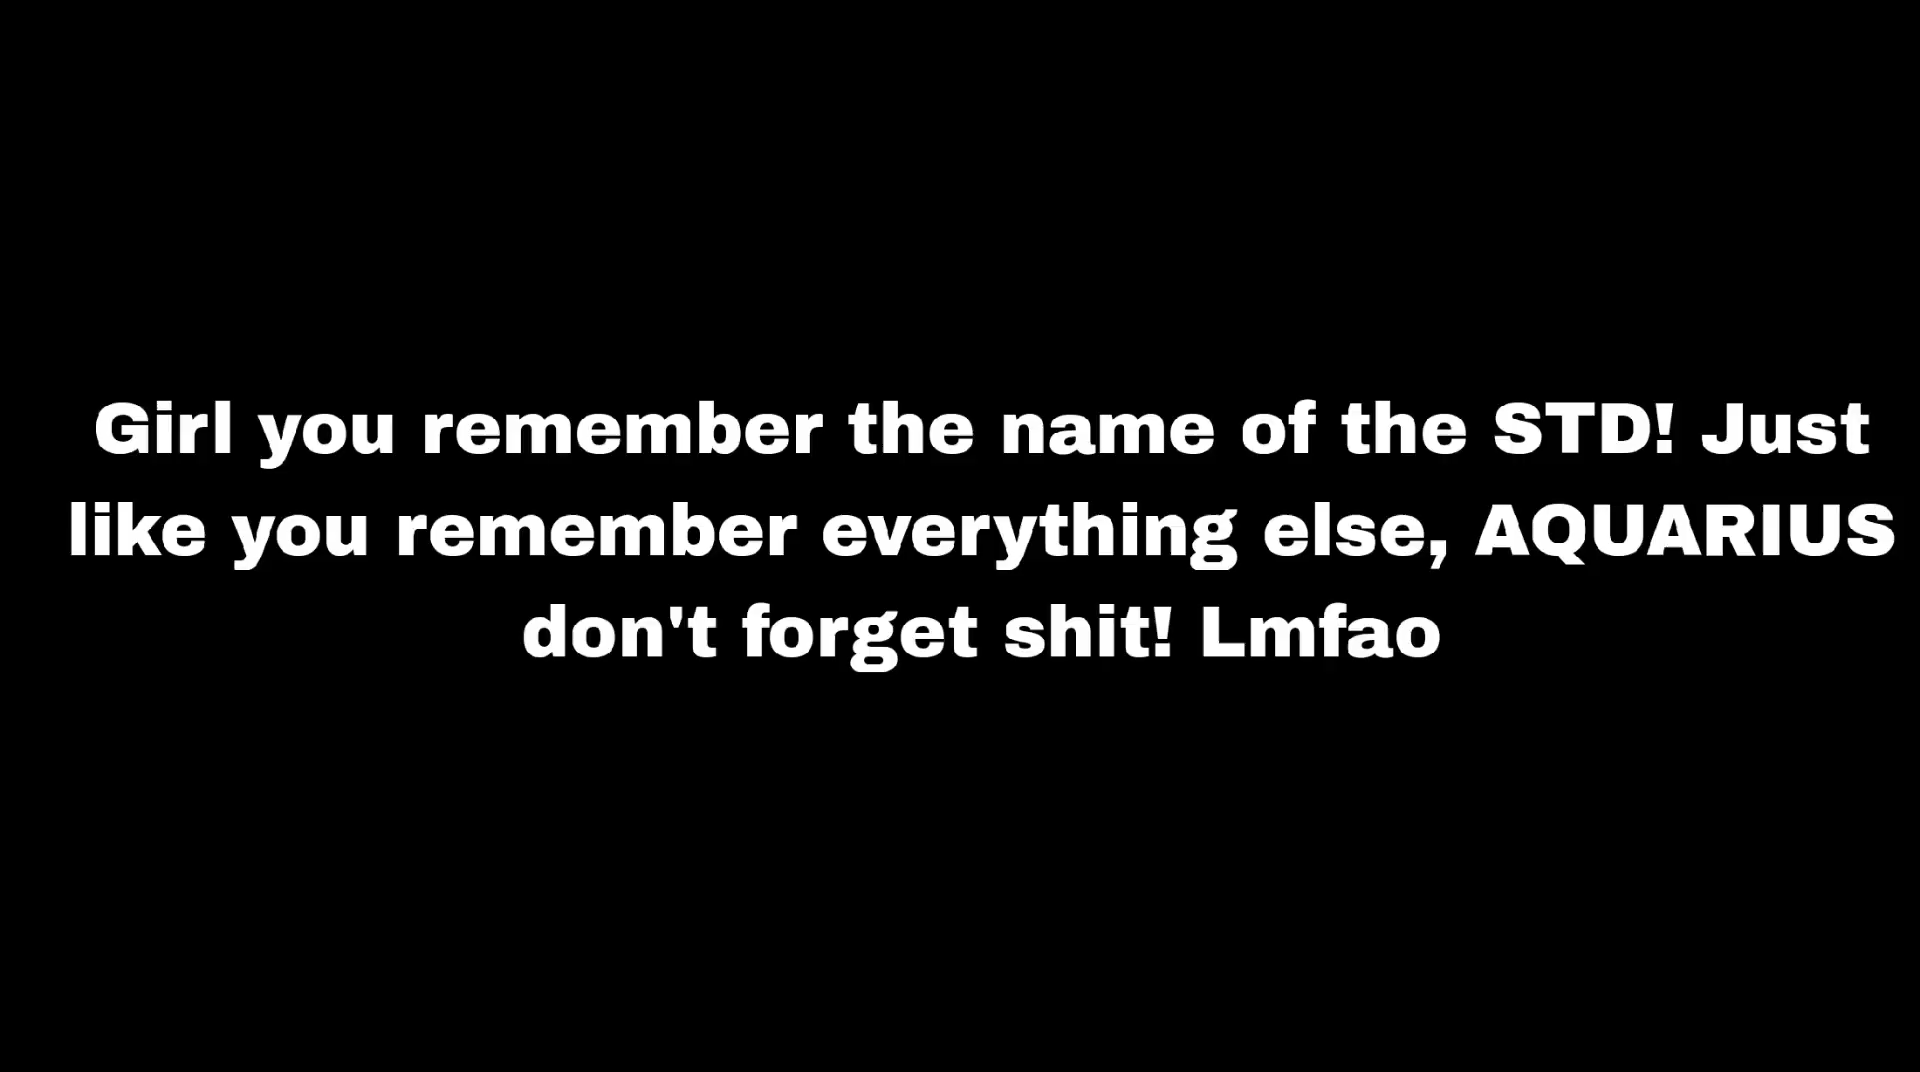 Girl you remember the name of the STD! Just
like you remember everything else, AQUARIUS
don't forget shit! Lmfao